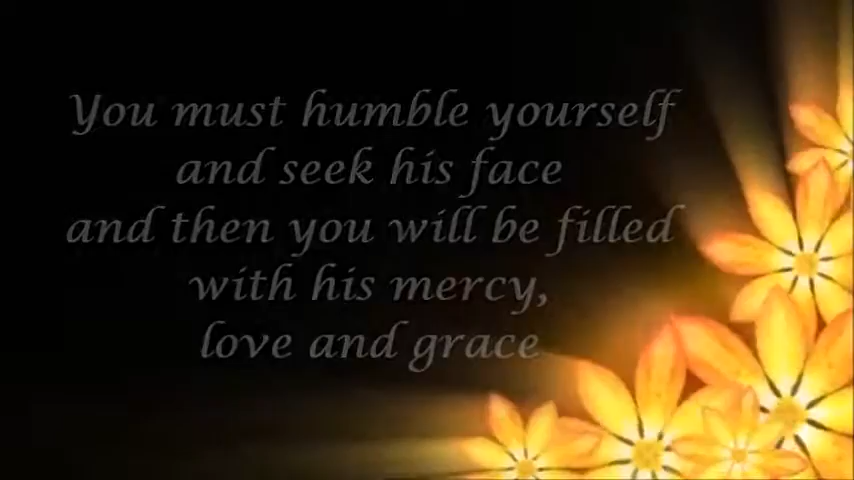 You must humble yourself
and seek his face
and then you will be filled
with his mercy,
love and grace